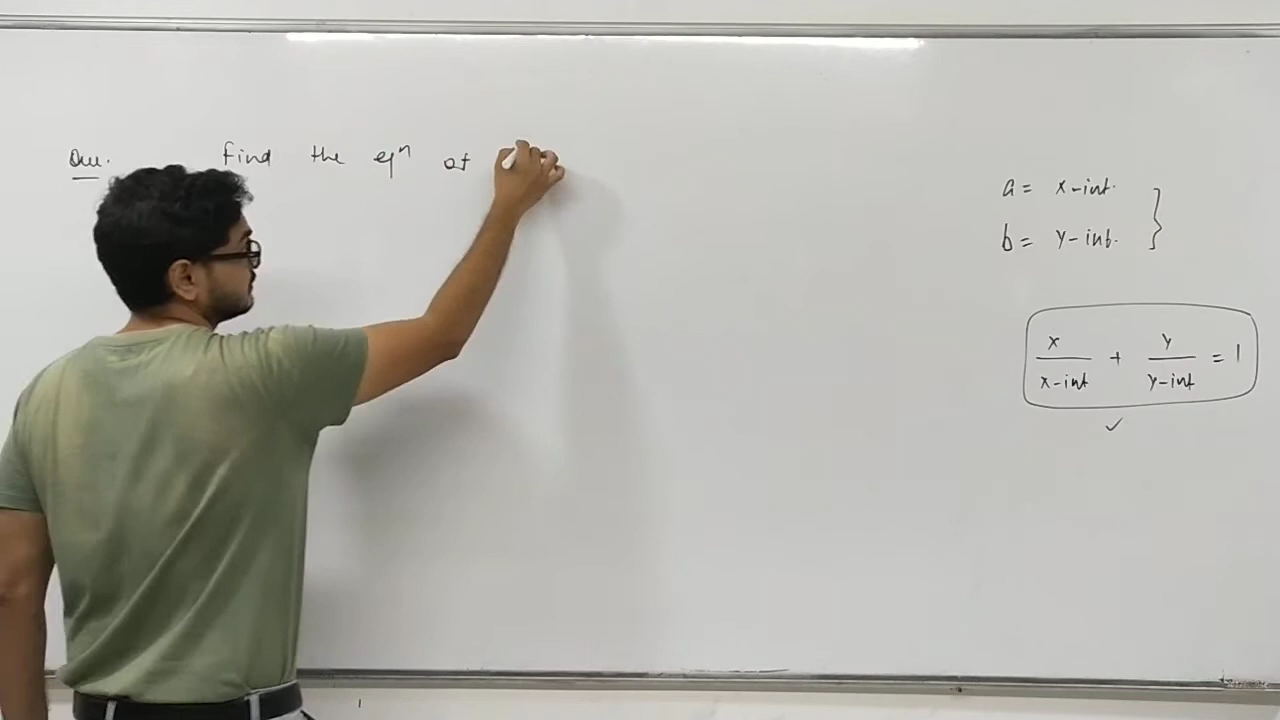 Que. Find the eqⁿ of
a = x-int.
b = y-int.
x/x-int + y/y-int = 1